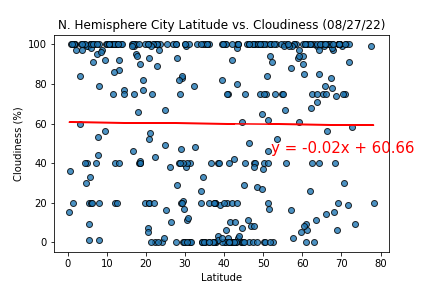 N. Hemisphere City Latitude vs. Cloudiness (08/27/22)
100
80
60
40
20
0
Cloudiness (%)
y = -0.02x + 60.66
0 10 20 30 40 50 60 70 80
Latitude